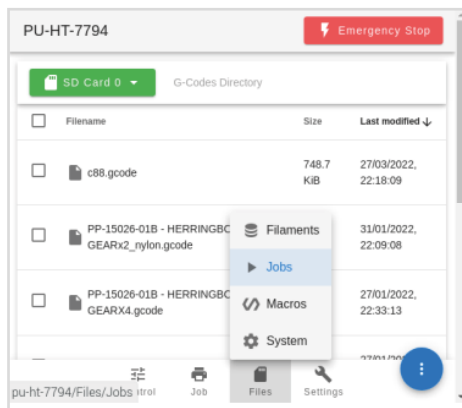 PU-HT-7794
Emergency Stop
SD Card 0
G-Codes Directory
Filename Size Last modified
c88.gcode
748.7
KiB
27/03/2022,
22:18:09
PP-15026-01B - HERRINGBO
GEARx2_nylon.gcode
31/01/2022,
22:09:08
PP-15026-01B - HERRINGBO
GEARX4.gcode
27/01/2022,
22:33:13
Filaments
Jobs
Macros
System
trol
Job
Files
Settings
pu-ht-7794/Files/Jobs